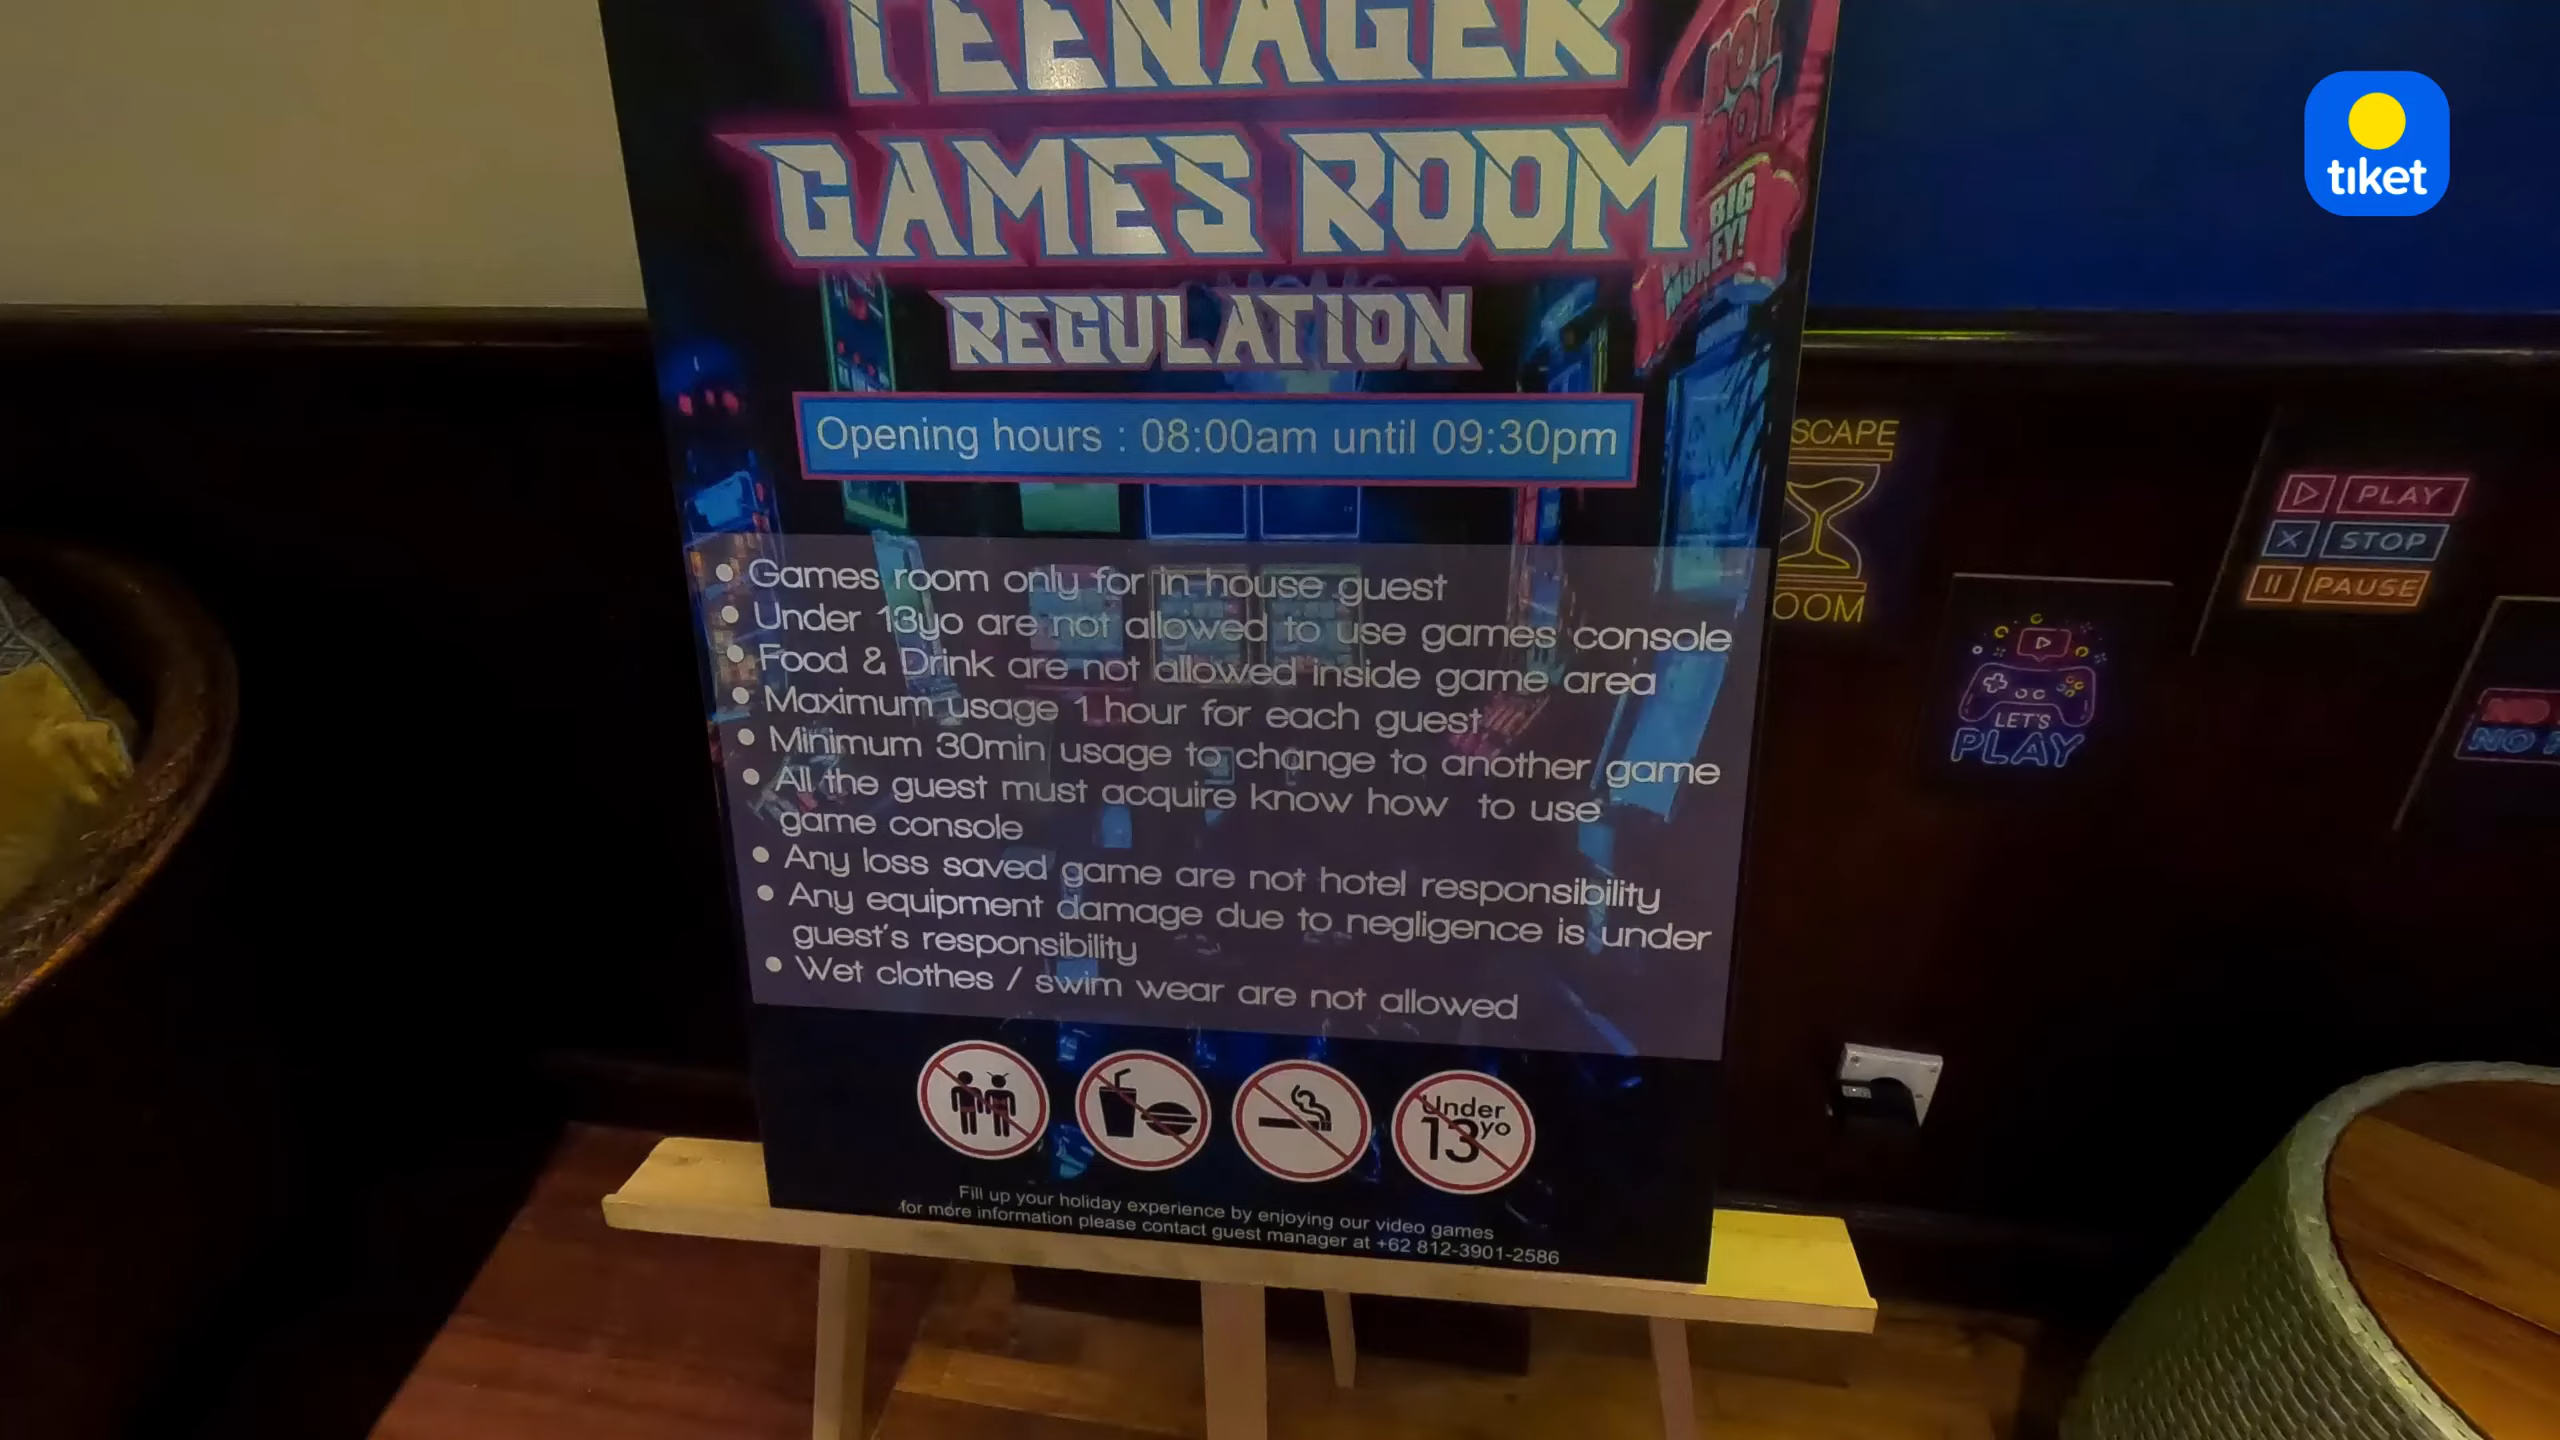 TEENAGER
GAMES ROOM
REGULATION
Opening hours : 08:00am until 09:30pm
• Games room only for in house guest
• Under 13yo are not allowed to use games console
• Food & Drink are not allowed inside game area
• Maximum usage 1 hour for each guest
• Minimum 30min usage to change to another game
• All the guest must acquire know how to use
game console
• Any loss saved game are not hotel responsibility
• Any equipment damage due to negligence is under
guest's responsibility
• Wet clothes / swim wear are not allowed
Under
13yo
Fill up your holiday experience by enjoying our video games
for more information please contact guest manager at +62 812-3901-2586
BIG
MONEY!
tiket
SCAPE
OOM
PLAY
STOP
PAUSE
LET'S
PLAY
NO